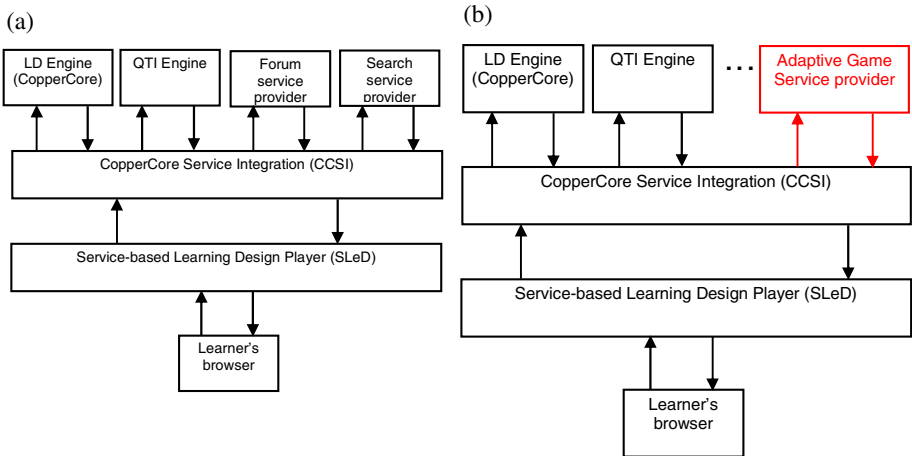 (a)
LD Engine
(CopperCore)
QTI Engine
Forum
service
provider
Search
service
provider
CopperCore Service Integration (CCSI)
Service-based Learning Design Player (SLeD)
Learner's
browser
(b)
LD Engine
(CopperCore)
QTI Engine
...
Adaptive Game
Service provider
CopperCore Service Integration (CCSI)
Service-based Learning Design Player (SLeD)
Learner's
browser